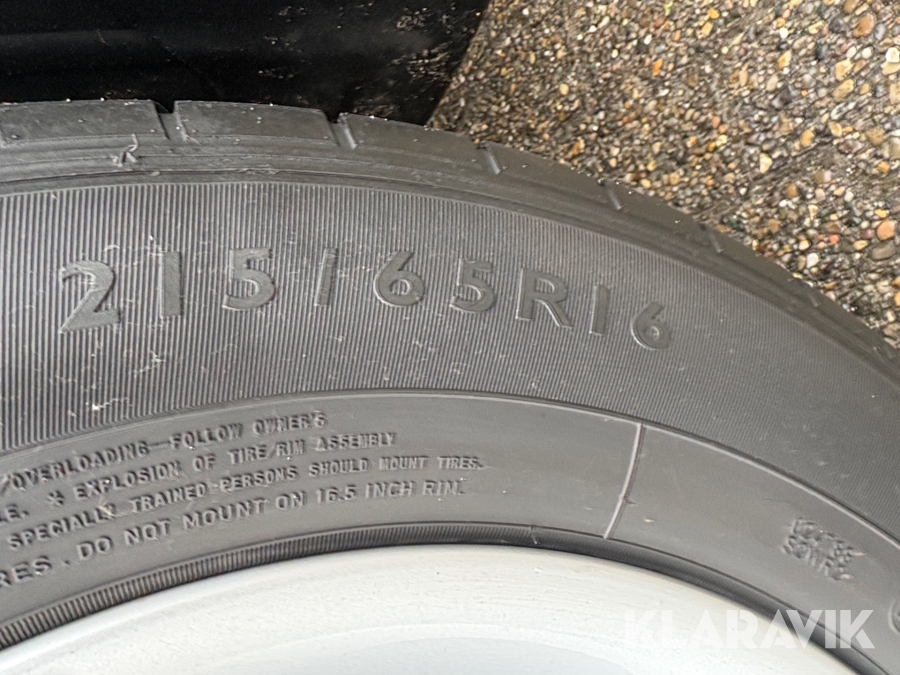 215/65R16
/OVERLOADING-FOLLOW OWNER'S
LE. * EXPLOSION OF TIRE/RIM ASSEMBLY
SPECIALLY TRAINED PERSONS SHOULD MOUNT TIRES.
RES. DO NOT MOUNT ON 16.5 INCH RIM.
KLARAVIK